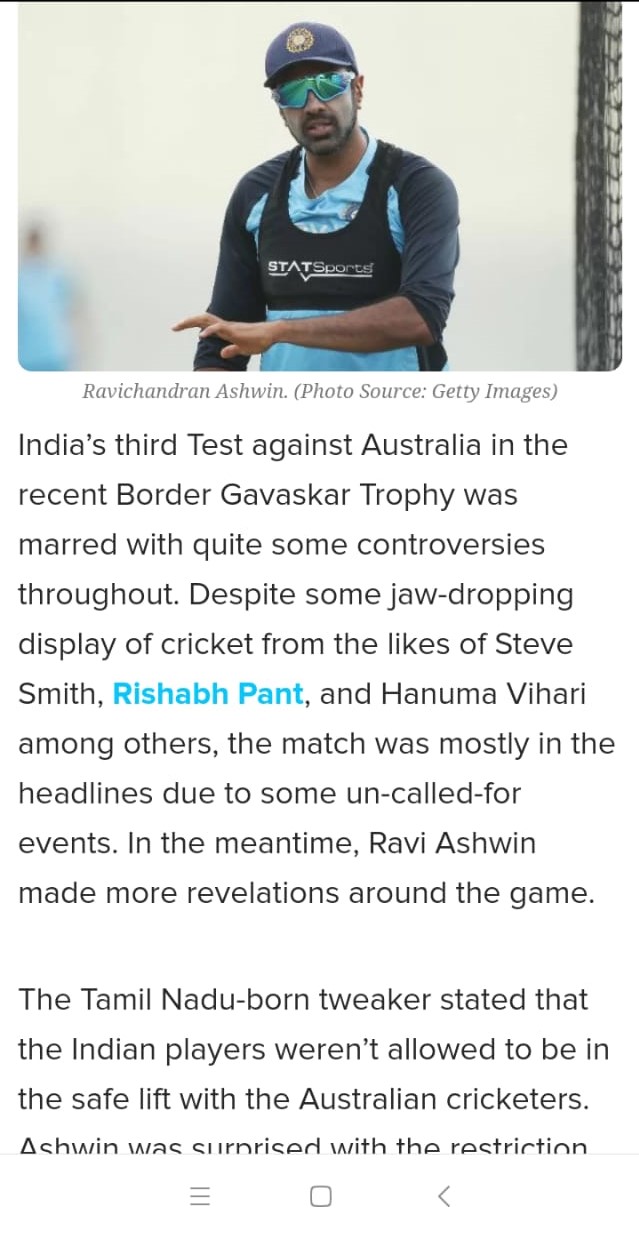 STATSports
Ravichandran Ashwin. (Photo Source: Getty Images)
India’s third Test against Australia in the
recent Border Gavaskar Trophy was
marred with quite some controversies
throughout. Despite some jaw-dropping
display of cricket from the likes of Steve
Smith, Rishabh Pant, and Hanuma Vihari
among others, the match was mostly in the
headlines due to some un-called-for
events. In the meantime, Ravi Ashwin
made more revelations around the game.
The Tamil Nadu-born tweaker stated that
the Indian players weren’t allowed to be in
the safe lift with the Australian cricketers.
Ashwin was surprised with the restriction